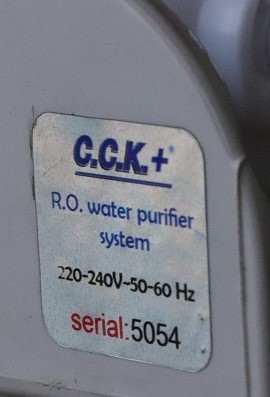 C.C.K.+®
R.O. water purifier
system
220-240V-50-60 Hz
serial:5054